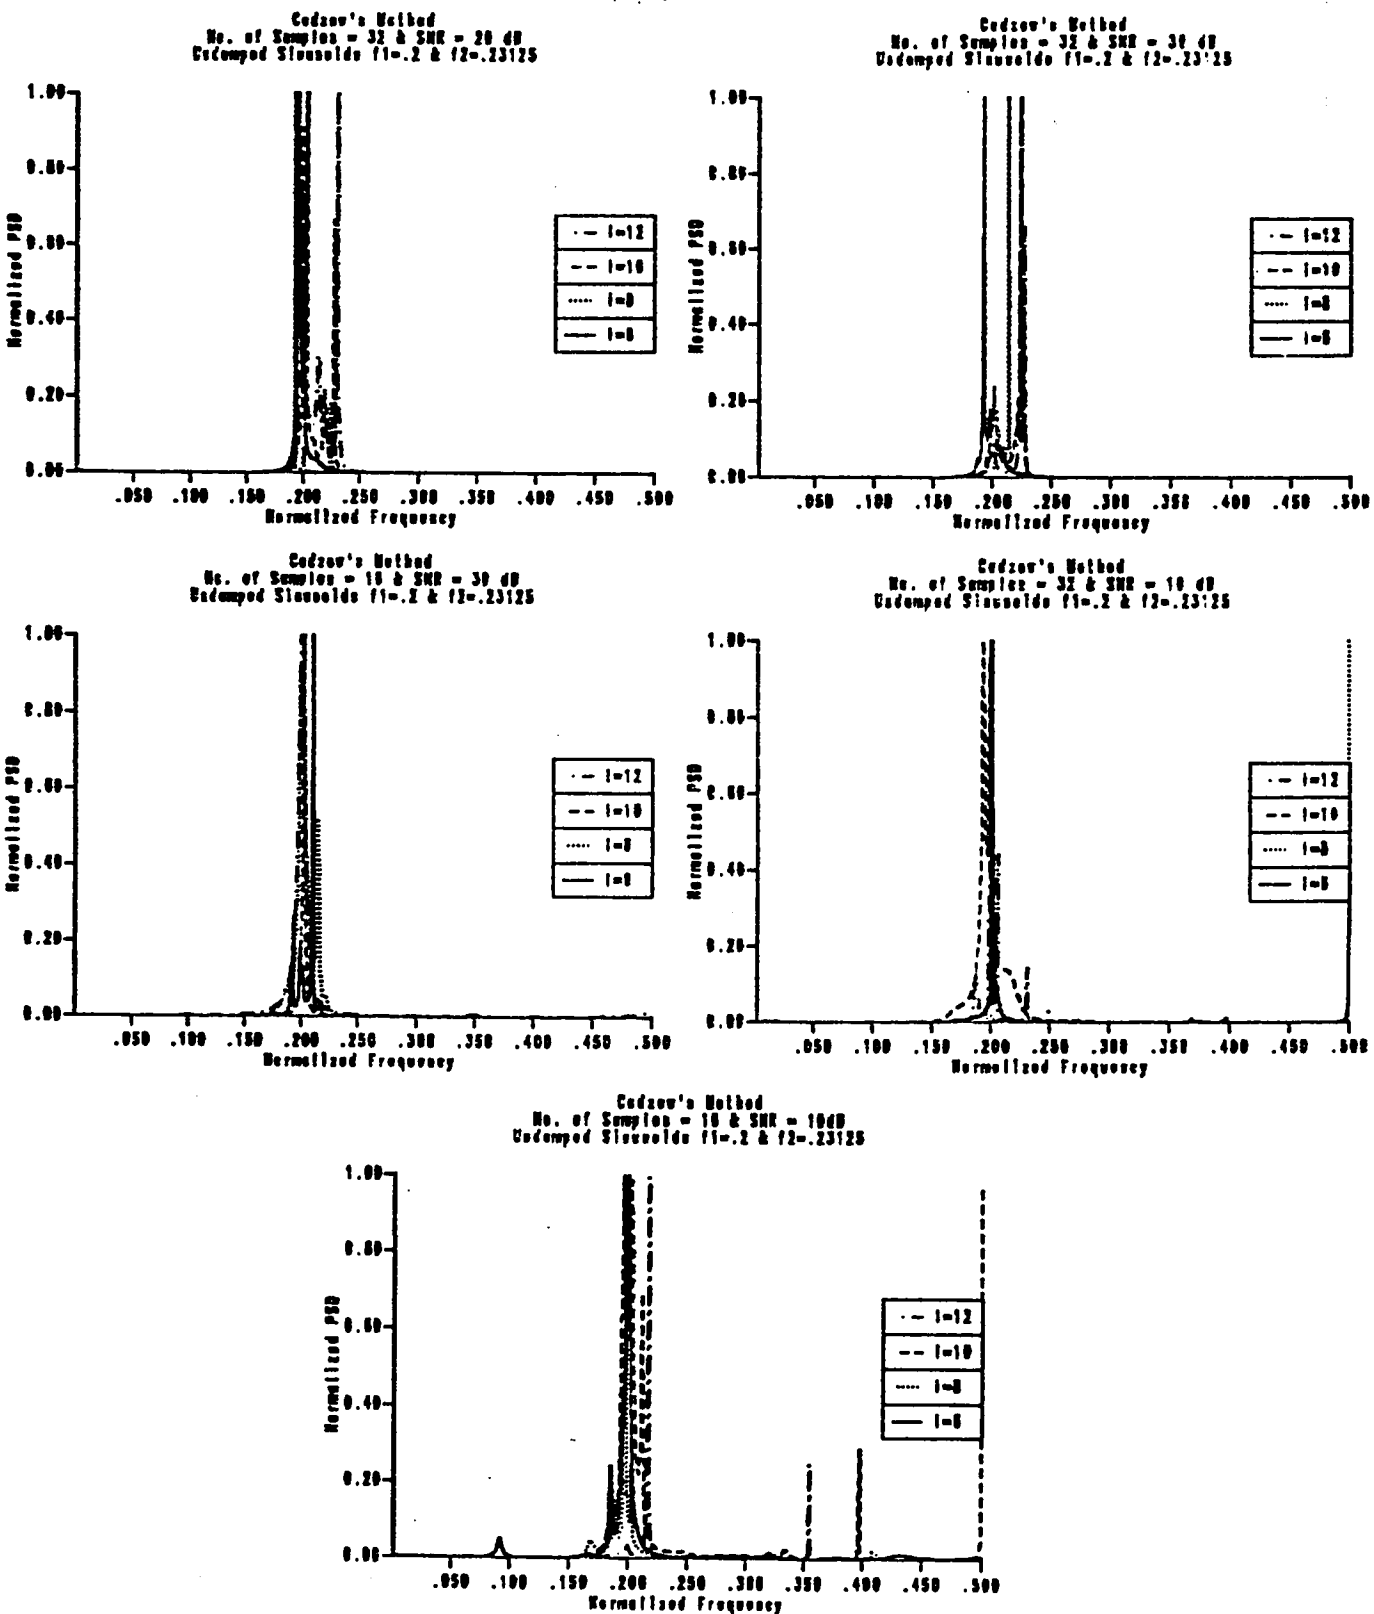 Cadzow's Method
No. of Samples = 32 & SNR = 20 dB
Undamped Sinusoids f1=.2 & f2=.23125
1.00
0.80
0.60
0.40
0.20
0.00
Normalized PSD
I=12
I=10
I=8
I=6
.050 .100 .150 .200 .250 .300 .350 .400 .450 .500
Normalized Frequency
Cadzow's Method
No. of Samples = 32 & SNR = 30 dB
Undamped Sinusoids f1=.2 & f2=.23125
1.00
0.80
0.60
0.40
0.20
0.00
Normalized PSD
I=12
I=10
I=8
I=6
.050 .100 .150 .200 .250 .300 .350 .400 .450 .500
Normalized Frequency
Cadzow's Method
No. of Samples = 16 & SNR = 30 dB
Undamped Sinusoids f1=.2 & f2=.23125
1.00
0.80
0.60
0.40
0.20
0.00
Normalized PSD
I=12
I=10
I=8
I=6
.050 .100 .150 .200 .250 .300 .350 .400 .450 .500
Normalized Frequency
Cadzow's Method
No. of Samples = 32 & SNR = 10 dB
Undamped Sinusoids f1=.2 & f2=.23125
1.00
0.80
0.60
0.40
0.20
0.00
Normalized PSD
I=12
I=10
I=8
I=6
.050 .100 .150 .200 .250 .300 .350 .400 .450 .500
Normalized Frequency
Cadzow's Method
No. of Samples = 16 & SNR = 10dB
Undamped Sinusoids f1=.2 & f2=.23125
1.00
0.80
0.60
0.40
0.20
0.00
Normalized PSD
I=12
I=10
I=8
I=6
.050 .100 .150 .200 .250 .300 .350 .400 .450 .500
Normalized Frequency